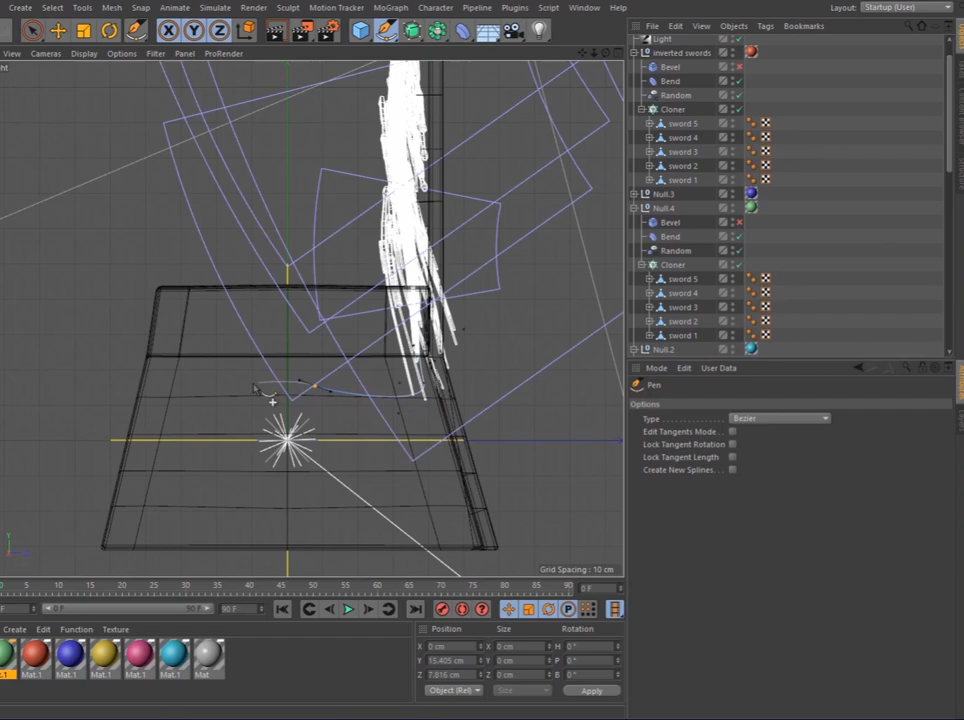 Create Select Tools Mesh Snap Animate Simulate Render Sculpt Motion Tracker MoGraph Character Pipeline Plugins Script Window Help Layout: Startup (User)
View Cameras Display Options Filter Panel ProRender
File Edit View Objects Tags Bookmarks
Light
inverted swords
Bevel
Bend
Random
Cloner
sword 5
sword 4
sword 3
sword 2
sword 1
Null.3
Null.4
Bevel
Bend
Random
Cloner
sword 5
sword 4
sword 3
sword 2
sword 1
Null.2
Mode Edit User Data
Pen
Options
Type Bezier
Edit Tangents Mode
Lock Tangent Rotation
Lock Tangent Length
Create New Splines
X Y Z
Y
Grid Spacing : 10 cm
5 10 15 20 25 30 35 40 45 50 55 60 65 70 75 80 85 90 0 F
0 F 90 F 90 F
Create Edit Function Texture
Position Size Rotation
X 0 cm X 0 cm H 0 °
Y 15.405 cm Y 0 cm P 0 °
Z 7.816 cm Z 0 cm B 0 °
Object (Rel) Size Apply
Mat.1 Mat.1 Mat.1 Mat.1 Mat.1 Mat